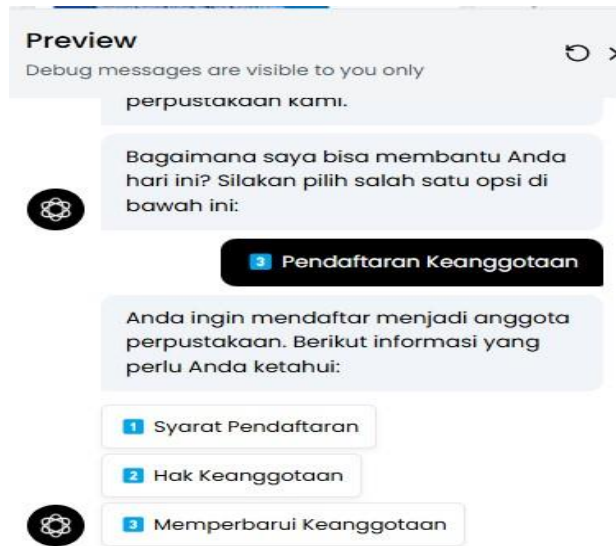 Preview
Debug messages are visible to you only
perpustakaan kami.
Bagaimana saya bisa membantu Anda
hari ini? Silakan pilih salah satu opsi di
bawah ini:
3 Pendaftaran Keanggotaan
Anda ingin mendaftar menjadi anggota
perpustakaan. Berikut informasi yang
perlu Anda ketahui:
1 Syarat Pendaftaran
2 Hak Keanggotaan
3 Memperbarui Keanggotaan